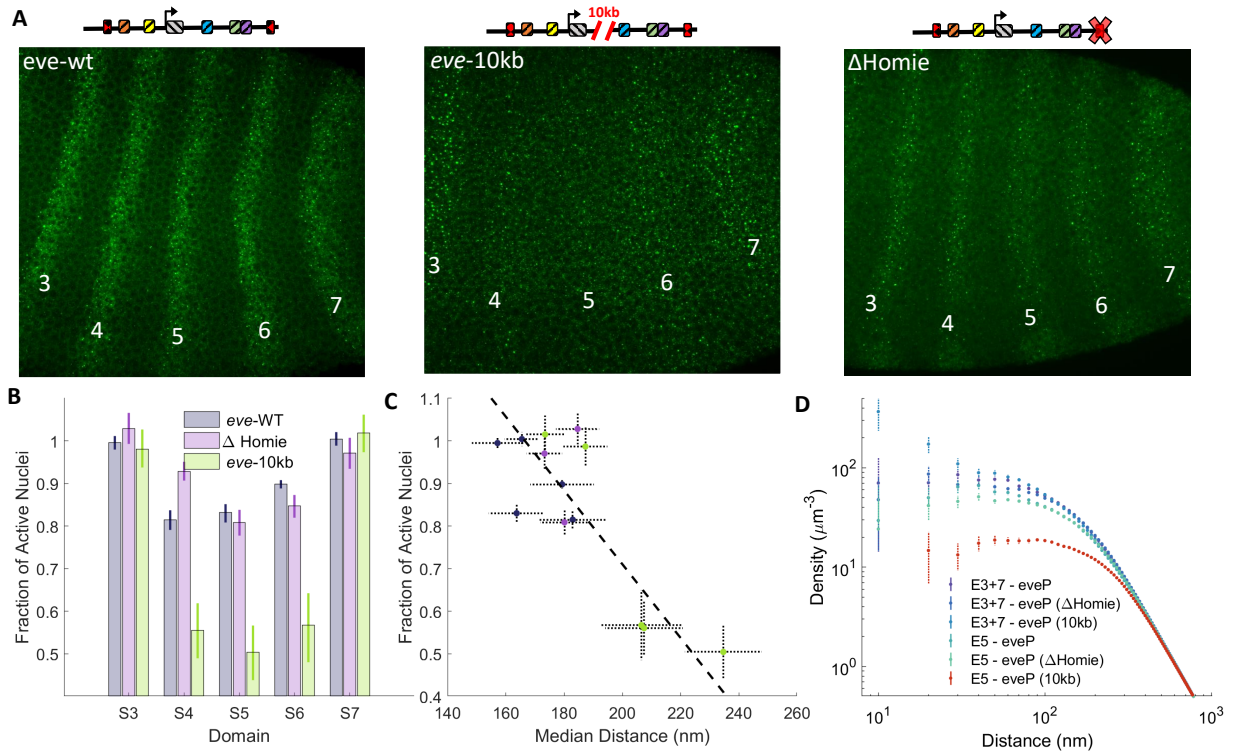 A
10kb
eve-wt
eve-10kb
ΔHomie
3
4
5
6
7
3
4
5
6
7
3
4
5
6
7
B
Fraction of Active Nuclei
1.1
1
0.9
0.8
0.7
0.6
0.5
eve-WT
Δ Homie
eve-10kb
S3 S4 S5 S6 S7
Domain
C
Fraction of Active Nuclei
1.1
1
0.9
0.8
0.7
0.6
0.5
0.4
140 160 180 200 220 240 260
Median Distance (nm)
D
Density (μm⁻³)
10²
10¹
10⁰
E3+7 - eveP
E3+7 - eveP (ΔHomie)
E3+7 - eveP (10kb)
E5 - eveP
E5 - eveP (ΔHomie)
E5 - eveP (10kb)
10¹ 10² 10³
Distance (nm)